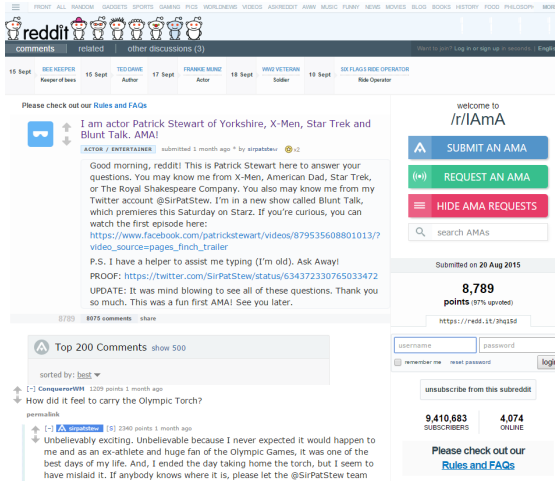 FRONT ALL RANDOM GADGETS SPORTS GAMING PICS WORLDNEWS VIDEOS ASKREDDIT AWW MUSIC FUNNY NEWS MOVIES BLOG BOOKS HISTORY FOOD PHILOSOPHY
reddit
comments related other discussions (3)
Want to join? Log in or sign up in seconds. | Englis
15 Sept BEE KEEPER Keeper of bees
15 Sept TED DAWE Author
17 Sept FRANKIE MUNIZ Actor
18 Sept WW2 VETERAN Soldier
19 Sept SIX FLAGS RIDE OPERATOR Ride Operator
Please check out our Rules and FAQs
I am actor Patrick Stewart of Yorkshire, X-Men, Star Trek and
Blunt Talk, AMA!
ACTOR / ENTERTAINER submitted 1 month ago * by sirpatstew x2
Good morning, reddit! This is Patrick Stewart here to answer your
questions. You may know me from X-Men, American Dad, Star Trek,
or The Royal Shakespeare Company. You also may know me from my
Twitter account @SirPatStew. I'm in a new show called Blunt Talk,
which premieres this Saturday on Starz. If you're curious, you can
watch the first episode here:
https://www.facebook.com/patrickstewart/videos/879535608801013/?
video_source=pages_finch_trailer
P.S. I have a helper to assist me typing (I'm old). Ask Away!
PROOF: https://twitter.com/SirPatStew/status/634372330765033472
UPDATE: It was mind blowing to see all of these questions. Thank you
so much. This was a fun first AMA! See you later.
8789 8075 comments share
Top 200 Comments show 500
sorted by: best
[-] ConquerorWM 1209 points 1 month ago
How did it feel to carry the Olympic Torch?
permalink
[-] sirpatstew [S] 2340 points 1 month ago
Unbelievably exciting. Unbelievable because I never expected it would happen to
me and as an ex-athlete and huge fan of the Olympic Games, it was one of the
best days of my life. And, I ended the day taking home the torch, but I seem to
have mislaid it. If anybody knows where it is, please let the @SirPatStew team
welcome to
/r/IAmA
SUBMIT AN AMA
REQUEST AN AMA
HIDE AMA REQUESTS
search AMAs
Submitted on 20 Aug 2015
8,789
points (97% upvoted)
https://redd.it/3hqi5d
username password
remember me reset password login
unsubscribe from this subreddit
9,410,683 4,074
SUBSCRIBERS ONLINE
Please check out our
Rules and FAQs